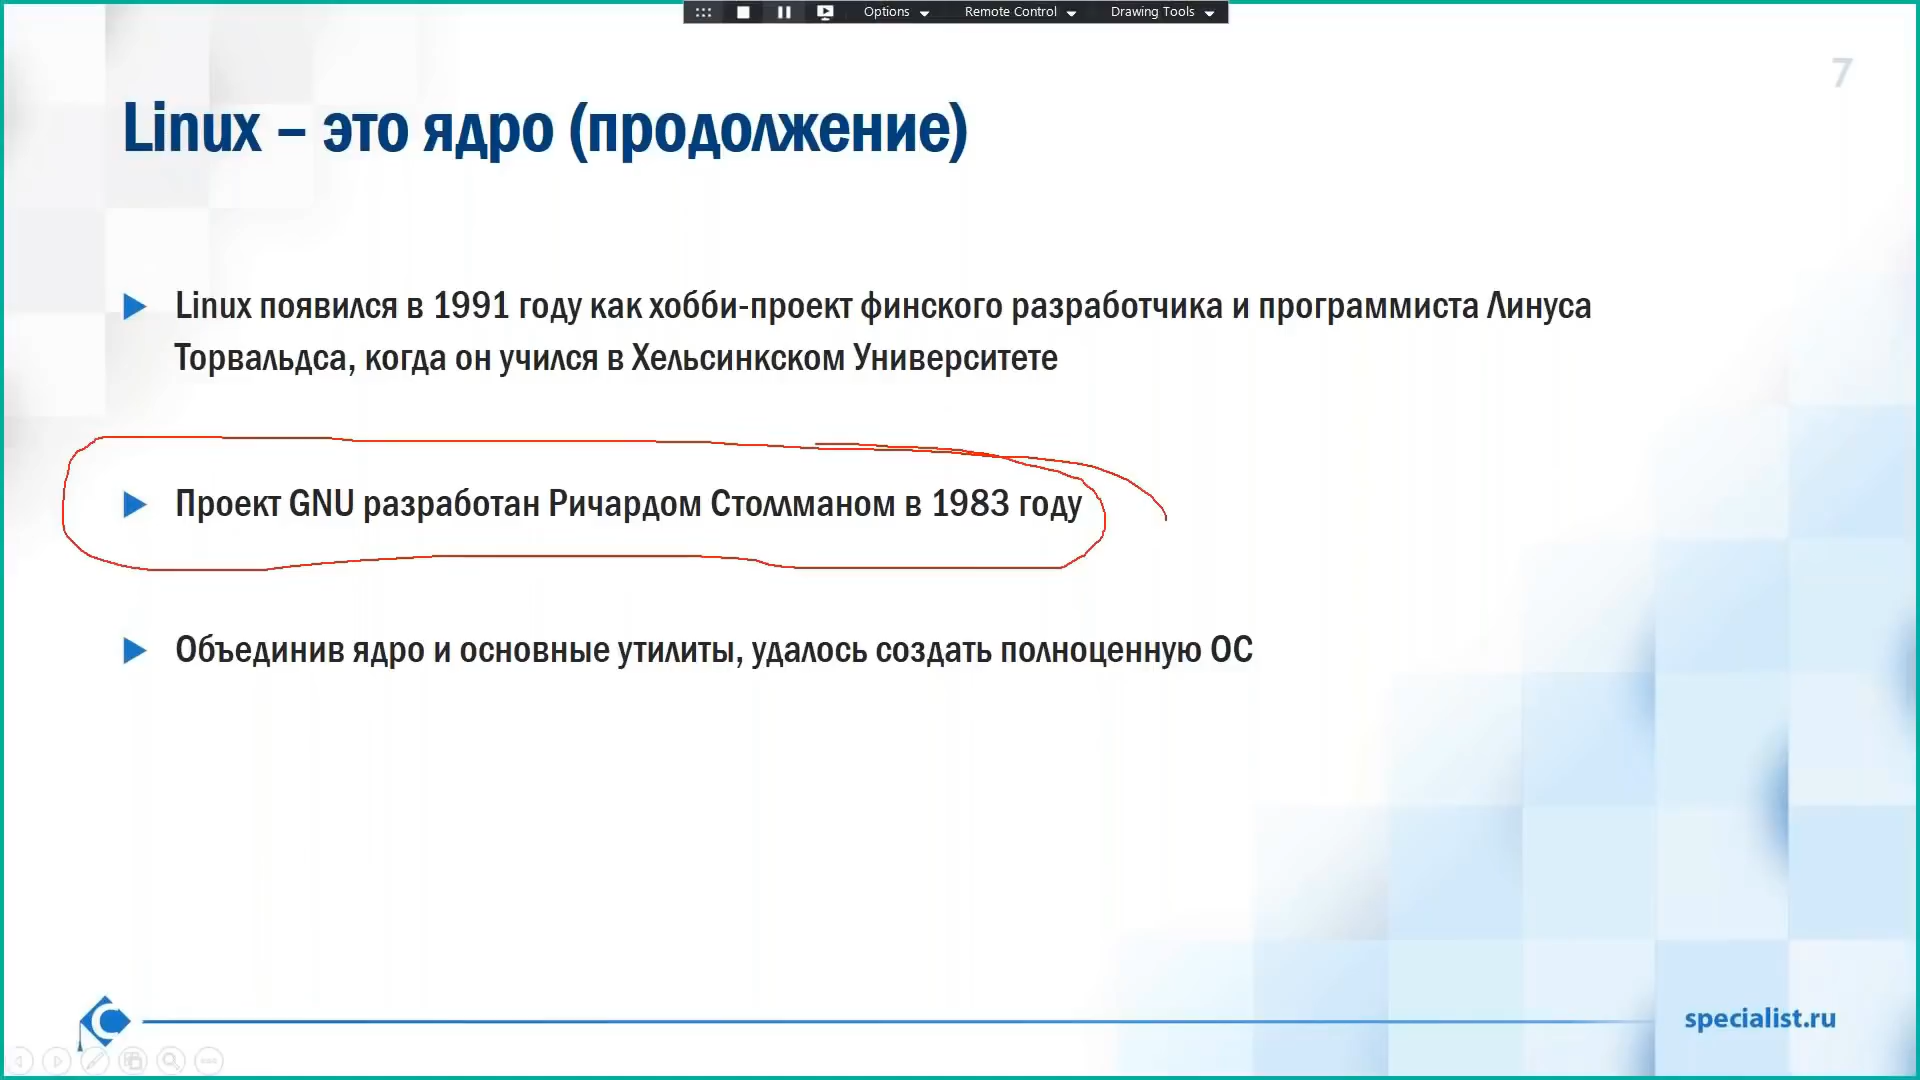 Options
Remote Control
Drawing Tools
7
Linux – это ядро (продолжение)
Linux появился в 1991 году как хобби-проект финского разработчика и программиста Линуса
Торвальдса, когда он учился в Хельсинкском Университете
Проект GNU разработан Ричардом Столлманом в 1983 году
Объединив ядро и основные утилиты, удалось создать полноценную ОС
specialist.ru